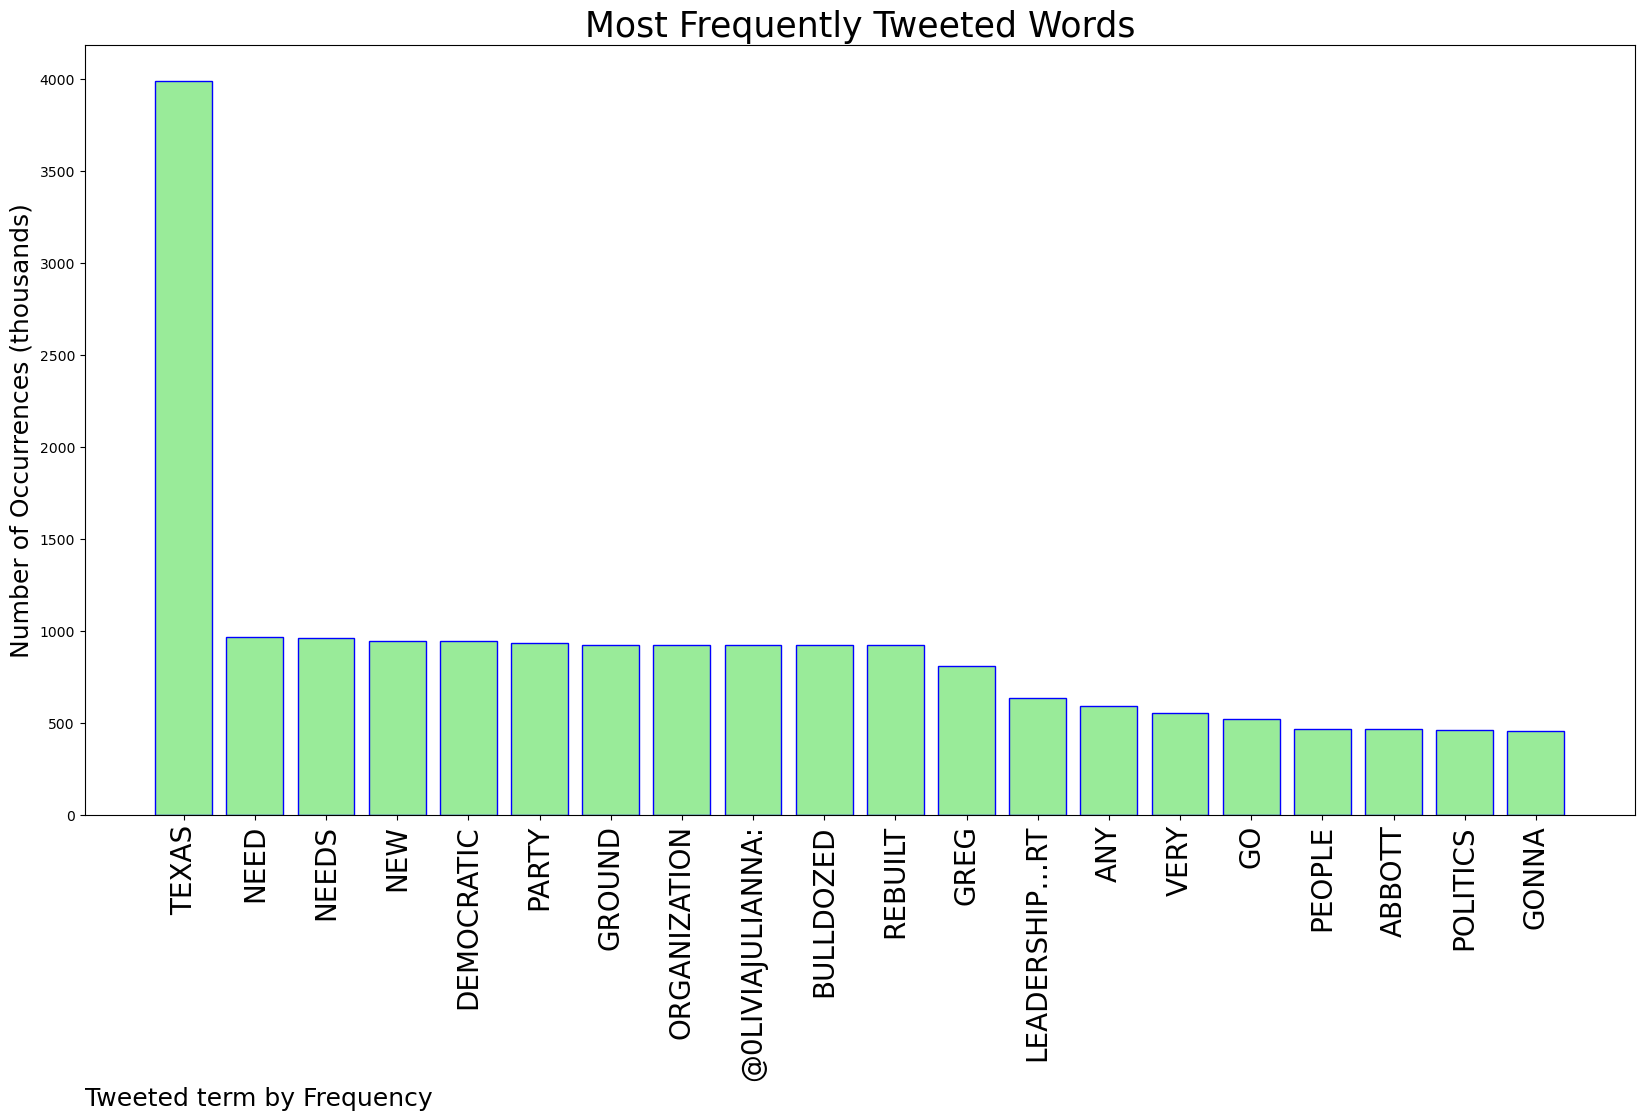 Most Frequently Tweeted Words
Number of Occurrences (thousands)
4000
3500
3000
2500
2000
1500
1000
500
0
TEXAS
NEED
NEEDS
NEW
DEMOCRATIC
PARTY
GROUND
ORGANIZATION
@0LIVIAJULIANNA:
BULLDOZED
REBUILT
GREG
LEADERSHIP...RT
ANY
VERY
GO
PEOPLE
ABBOTT
POLITICS
GONNA
Tweeted term by Frequency